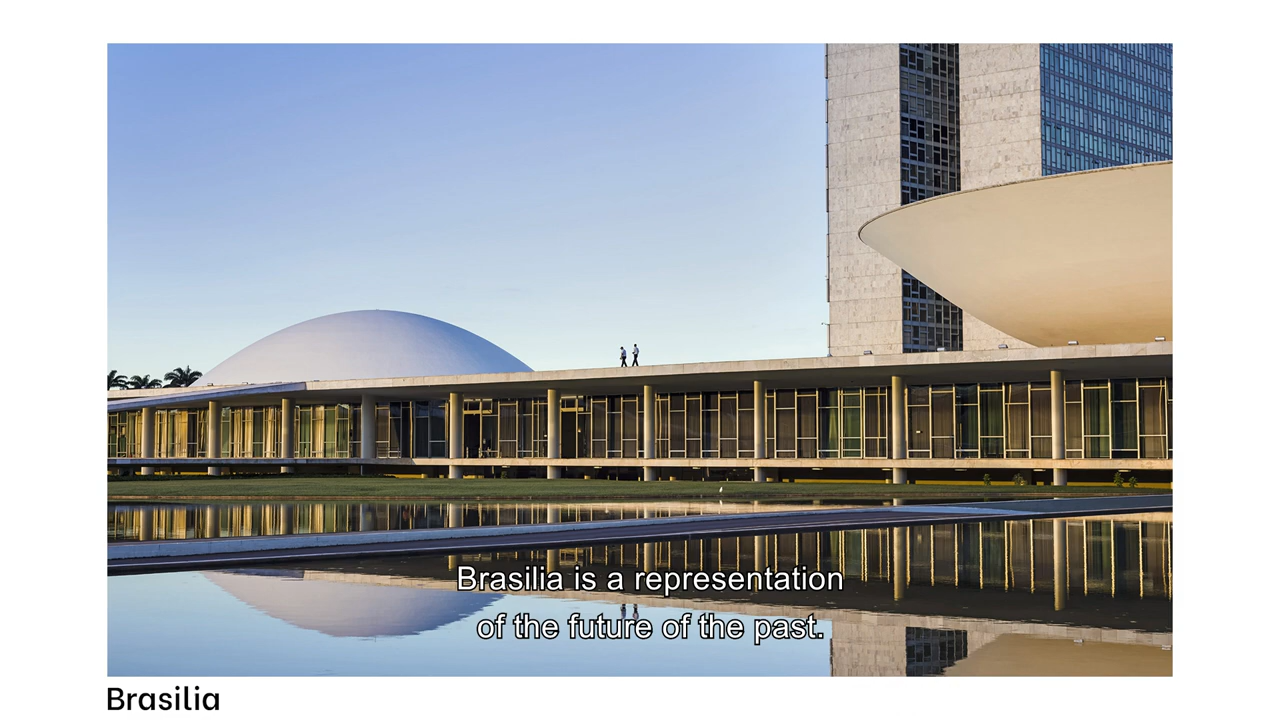 Brasilia is a representation
of the future of the past.
Brasilia